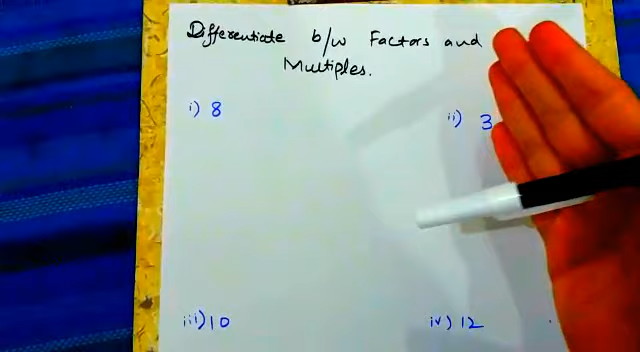 Differentiate b/w Factors and
Multiples.
i) 8
ii) 3
iii) 10
iv) 12